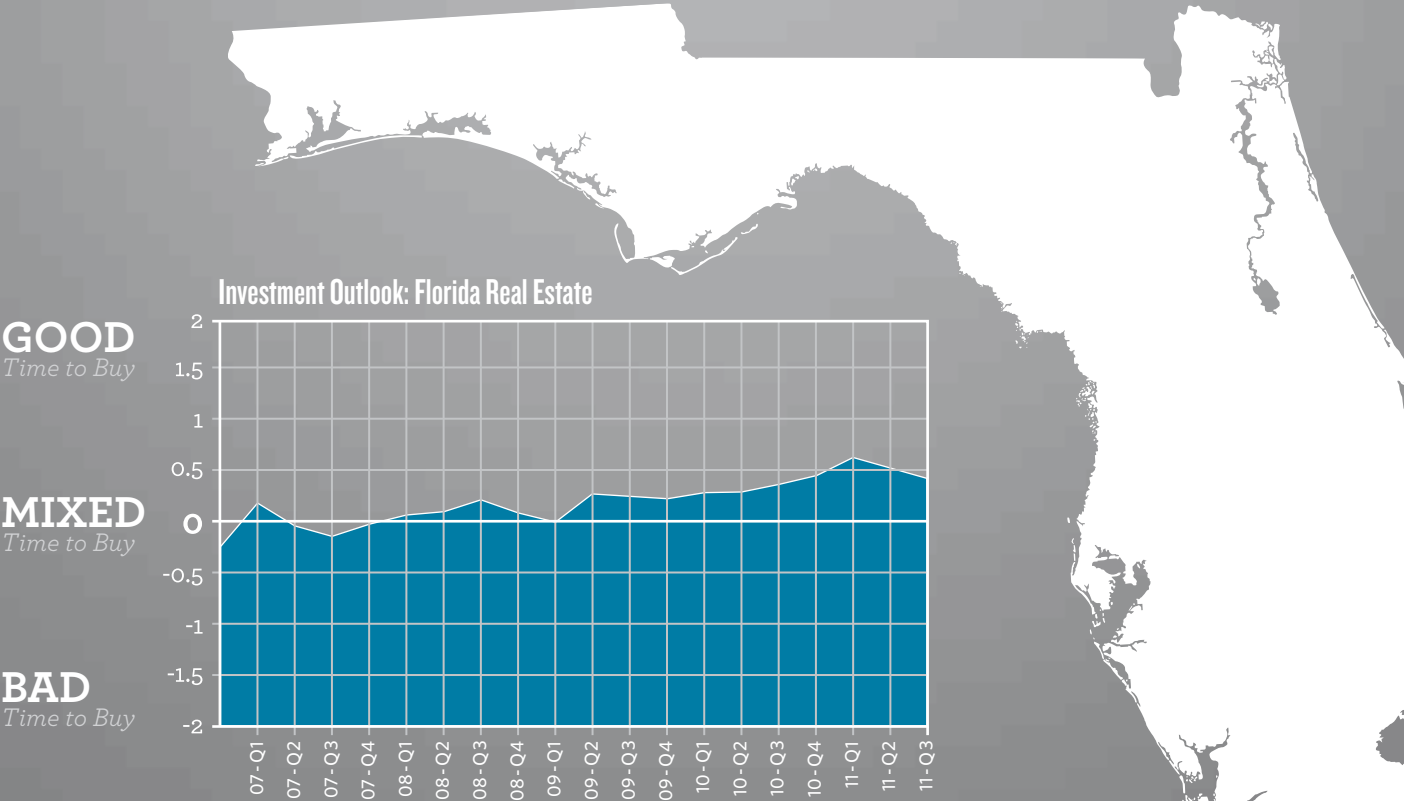 Investment Outlook: Florida Real Estate
GOOD
Time to Buy
MIXED
Time to Buy
BAD
Time to Buy
2
1.5
1
0.5
0
-0.5
-1
-1.5
-2
07 - Q1
07 - Q2
07 - Q3
07 - Q4
08 - Q1
08 - Q2
08 - Q3
08 - Q4
09 - Q1
09 - Q2
09 - Q3
09 - Q4
10 - Q1
10 - Q2
10 - Q3
10 - Q4
11 - Q1
11 - Q2
11 - Q3